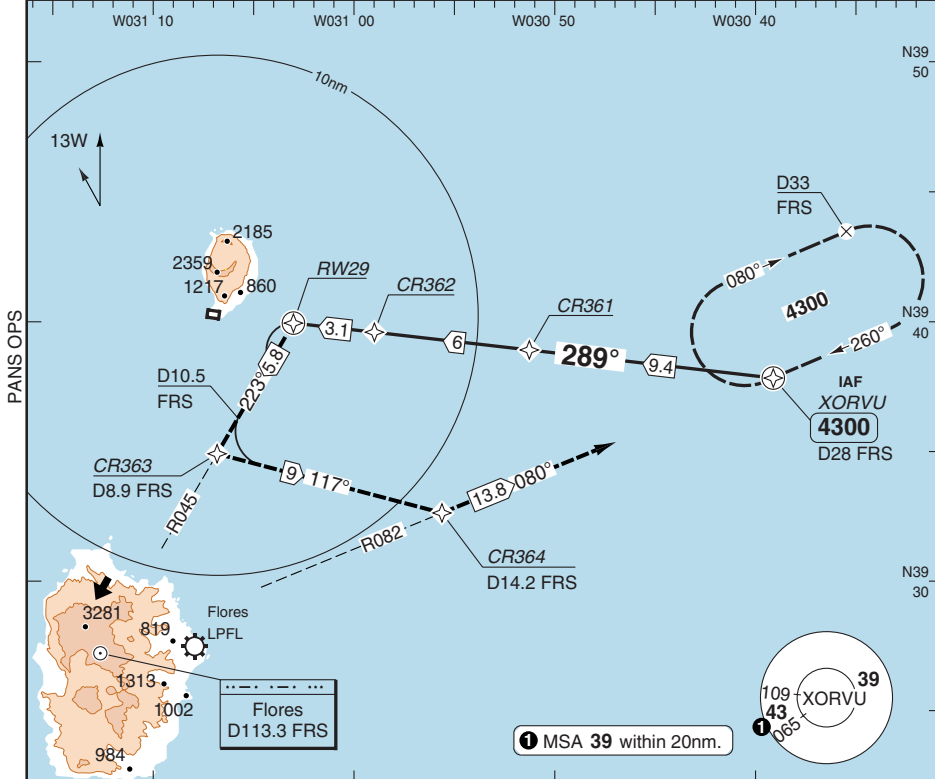 W031 10
W031 00
W030 50
W030 40
N39
50
10nm
13W
PANS OPS
D33
FRS
2185
2359
1217
860
RW29
CR362
CR361
080°
4300
N39
40
260°
3.1
6
289°
9.4
IAF
XORVU
4300
D28 FRS
D10.5
FRS
223°
5.8
CR363
D8.9 FRS
9
117°
13.8
080°
R045
R082
CR364
D14.2 FRS
N39
30
3281
819
Flores
LPFL
1313
1002
984
Flores
D113.3 FRS
1 MSA 39 within 20nm.
109
43
065
1
XORVU
39